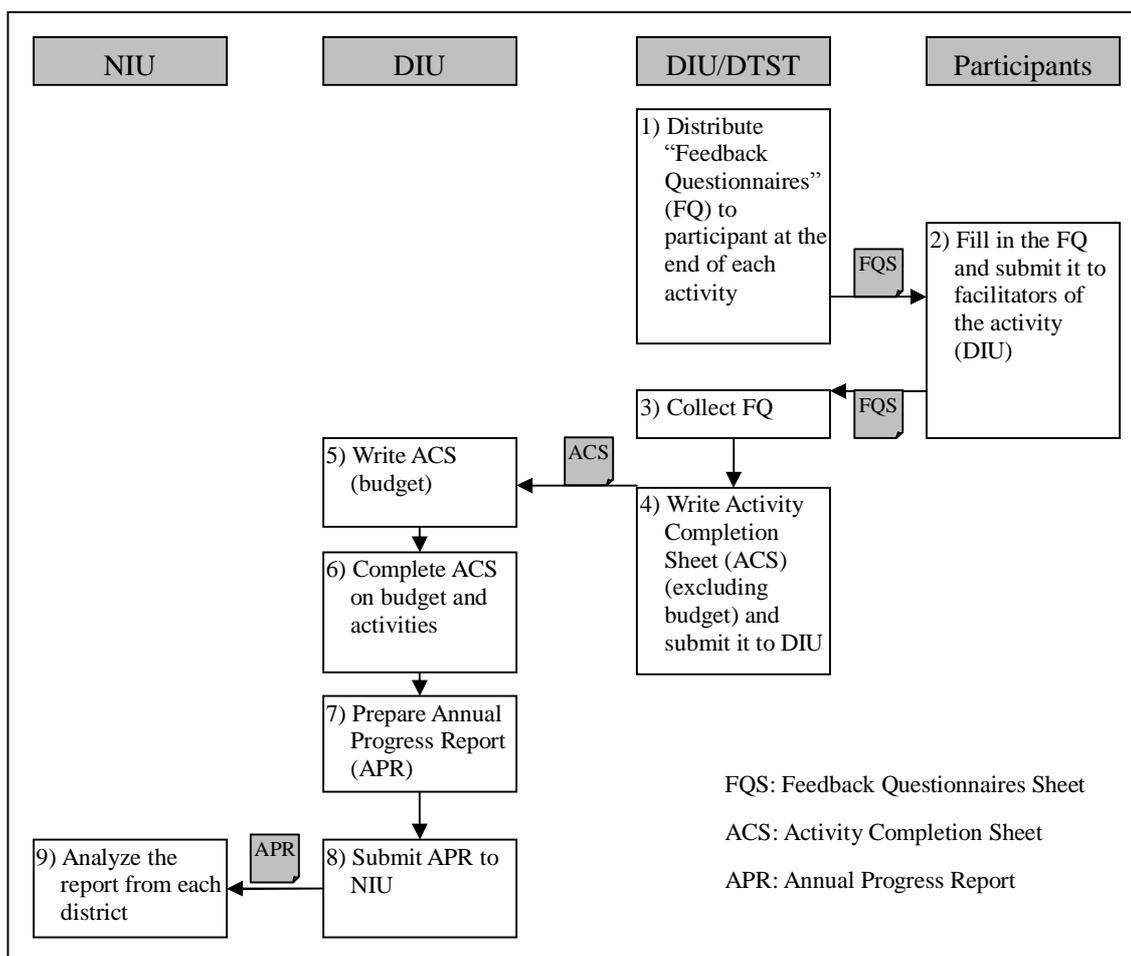 NIU
DIU
DIU/DTST
Participants
1) Distribute
“Feedback
Questionnaires”
(FQ) to
participant at the
end of each
activity
FQS
2) Fill in the FQ
and submit it to
facilitators of
the activity
(DIU)
3) Collect FQ
FQS
4) Write Activity
Completion
Sheet (ACS)
(excluding
budget) and
submit it to DIU
ACS
5) Write ACS
(budget)
6) Complete ACS
on budget and
activities
7) Prepare Annual
Progress Report
(APR)
8) Submit APR to
NIU
APR
9) Analyze the
report from each
district
FQS: Feedback Questionnaires Sheet
ACS: Activity Completion Sheet
APR: Annual Progress Report